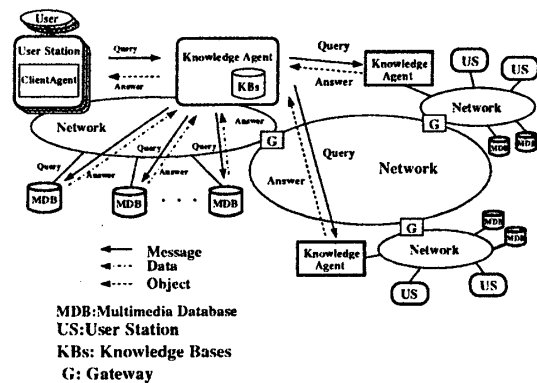 User
User Station
ClientAgent
Query
Answer
Knowledge Agent
KBs
Query
Answer
Knowledge
Agent
US
US
Network
G
MDB
MDB
Network
Query
Answer
Query
Answer
Query
Answer
G
Query
Answer
Network
MDB
MDB
. . .
MDB
G
Knowledge
Agent
Network
MDB
MDB
US
US
Message
Data
Object
MDB:Multimedia Database
US:User Station
KBs: Knowledge Bases
G: Gateway